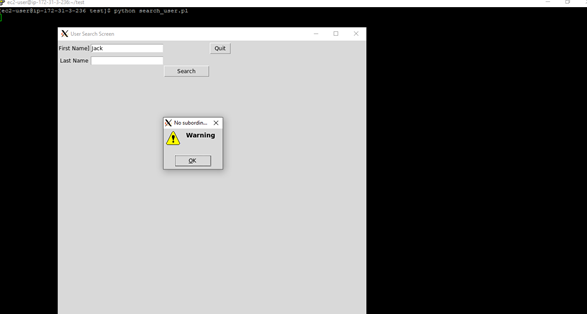 ec2-user@ip-172-31-3-236:~/test
[ec2-user@ip-172-31-3-236 test]$ python search_user.pl
User Search Screen
First Name jack
Quit
Last Name
Search
No subordin...
Warning
OK